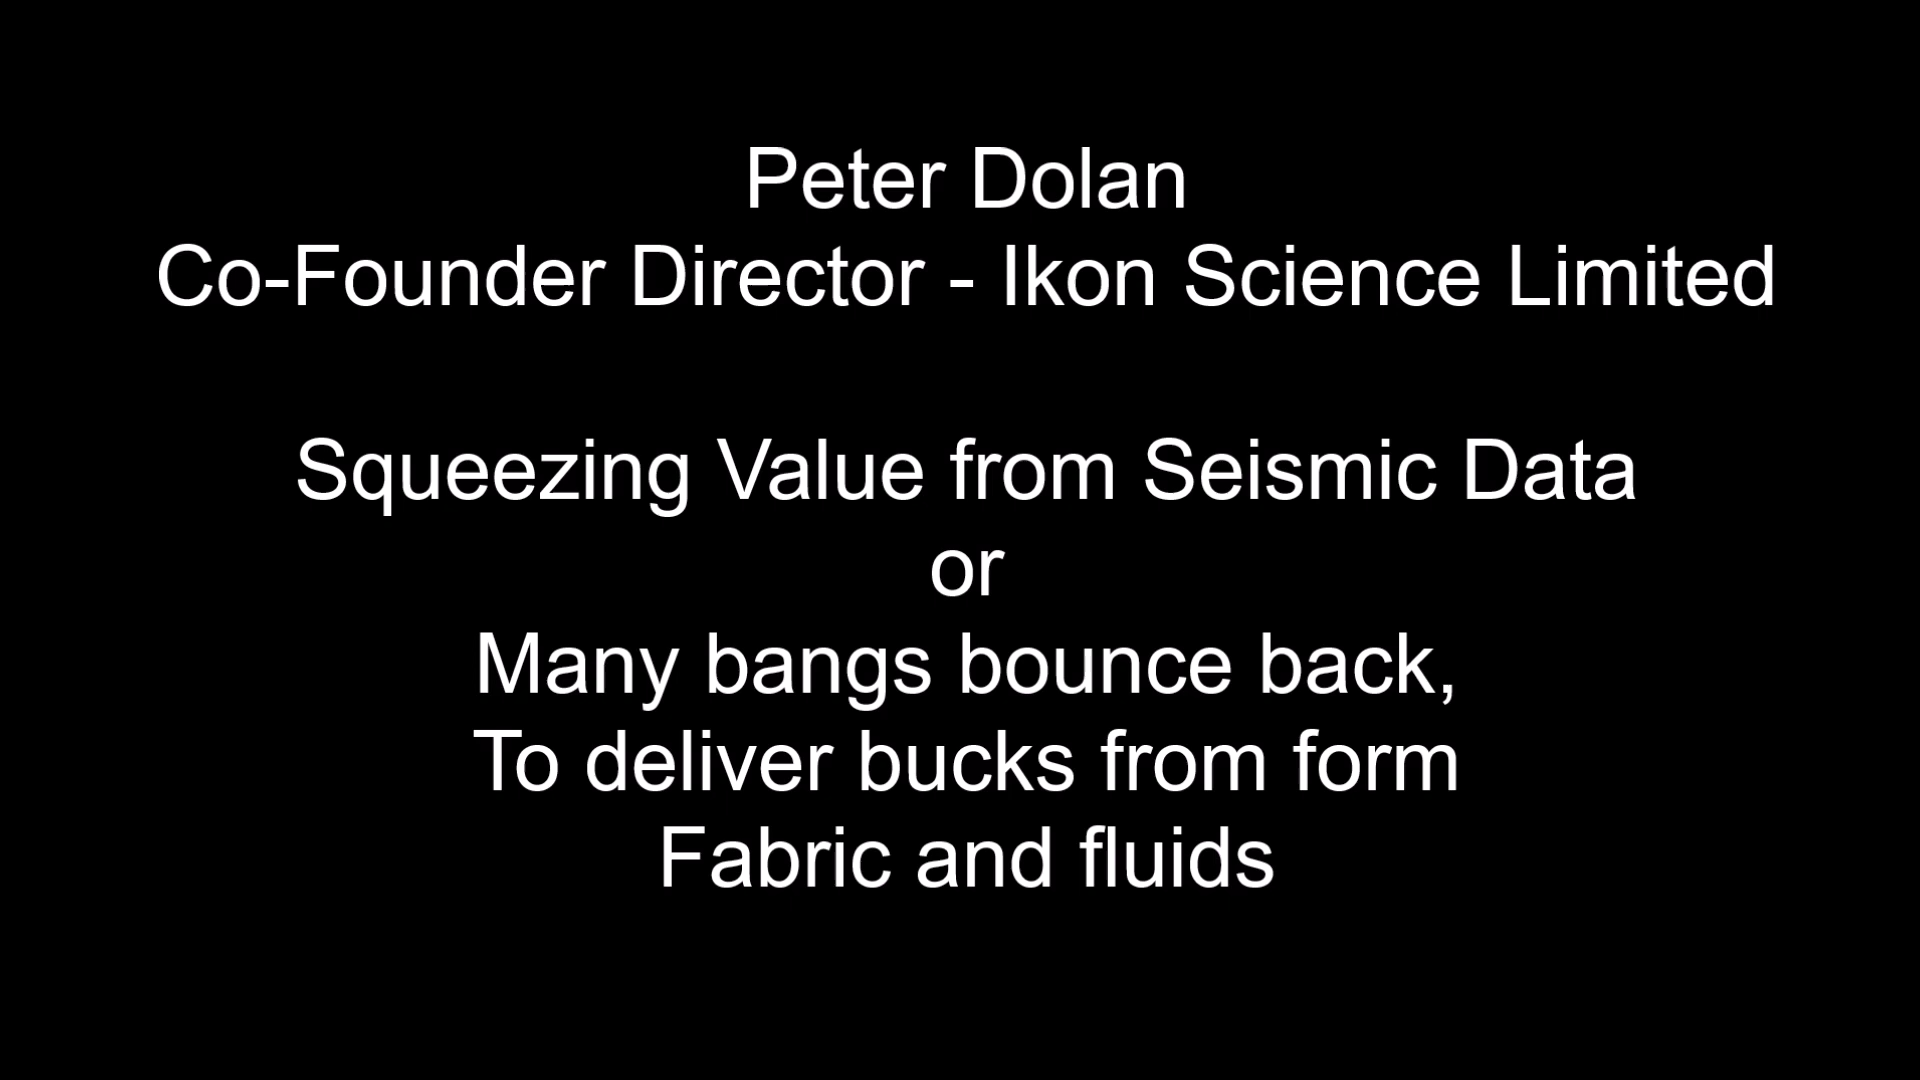 Peter Dolan
Co-Founder Director - Ikon Science Limited
Squeezing Value from Seismic Data
or
Many bangs bounce back,
To deliver bucks from form
Fabric and fluids